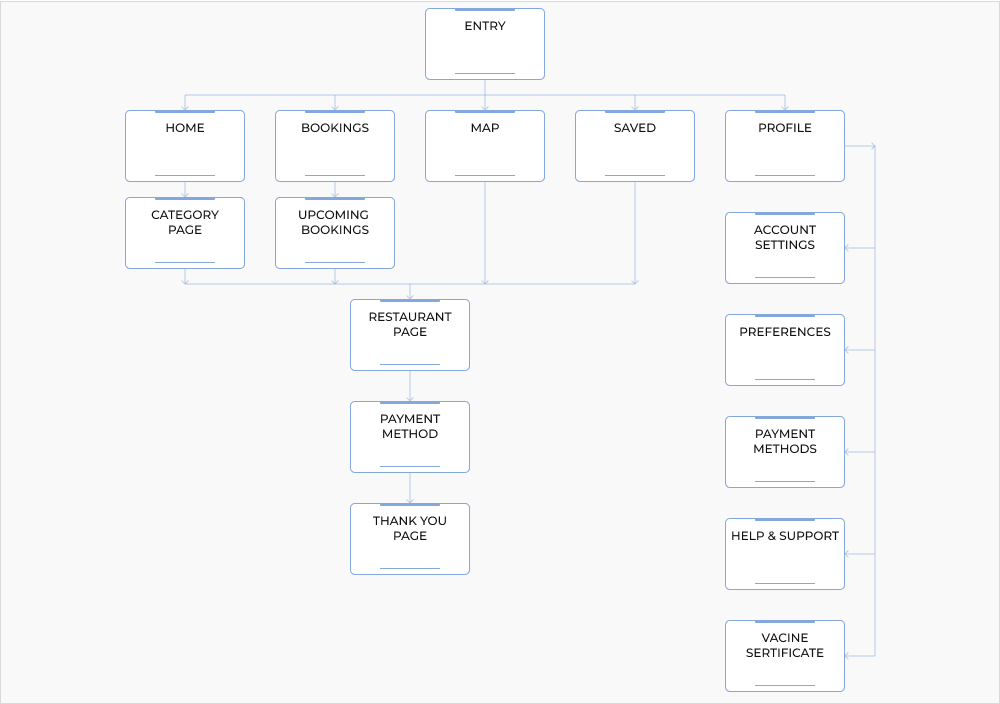 ENTRY
HOME
BOOKINGS
MAP
SAVED
PROFILE
CATEGORY
PAGE
UPCOMING
BOOKINGS
ACCOUNT
SETTINGS
RESTAURANT
PAGE
PREFERENCES
PAYMENT
METHOD
PAYMENT
METHODS
THANK YOU
PAGE
HELP & SUPPORT
VACINE
SERTIFICATE